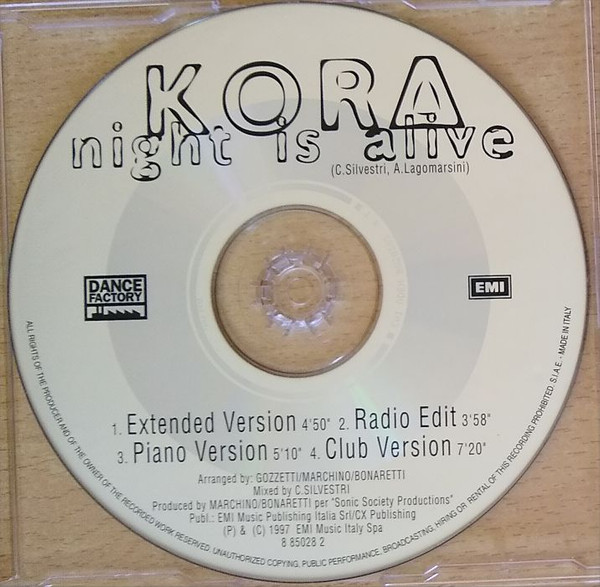 KORA
night is alive
(C.Silvestri, A.Lagomarsini)
DANCE
FACTORY
EMI
1. Extended Version 4'50" 2. Radio Edit 3'58"
3. Piano Version 5'10" 4. Club Version 7'20"
Arranged by: GOZZETTI/MARCHINO/BONARETTI
Mixed by C.SILVESTRI
Produced by MARCHINO/BONARETTI per "Sonic Society Productions"
Publ.: EMI Music Publishing Italia Srl/CX Publishing
(P) & (C) 1997 EMI Music Italy Spa
8 85028 2
ALL RIGHTS OF THE PRODUCER AND OF THE OWNER OF THE RECORDED WORK RESERVED. UNAUTHORIZED COPYING, PUBLIC PERFORMANCE, BROADCASTING, HIRING OR RENTAL OF THIS RECORDING PROHIBITED. S.I.A.E. - MADE IN ITALY